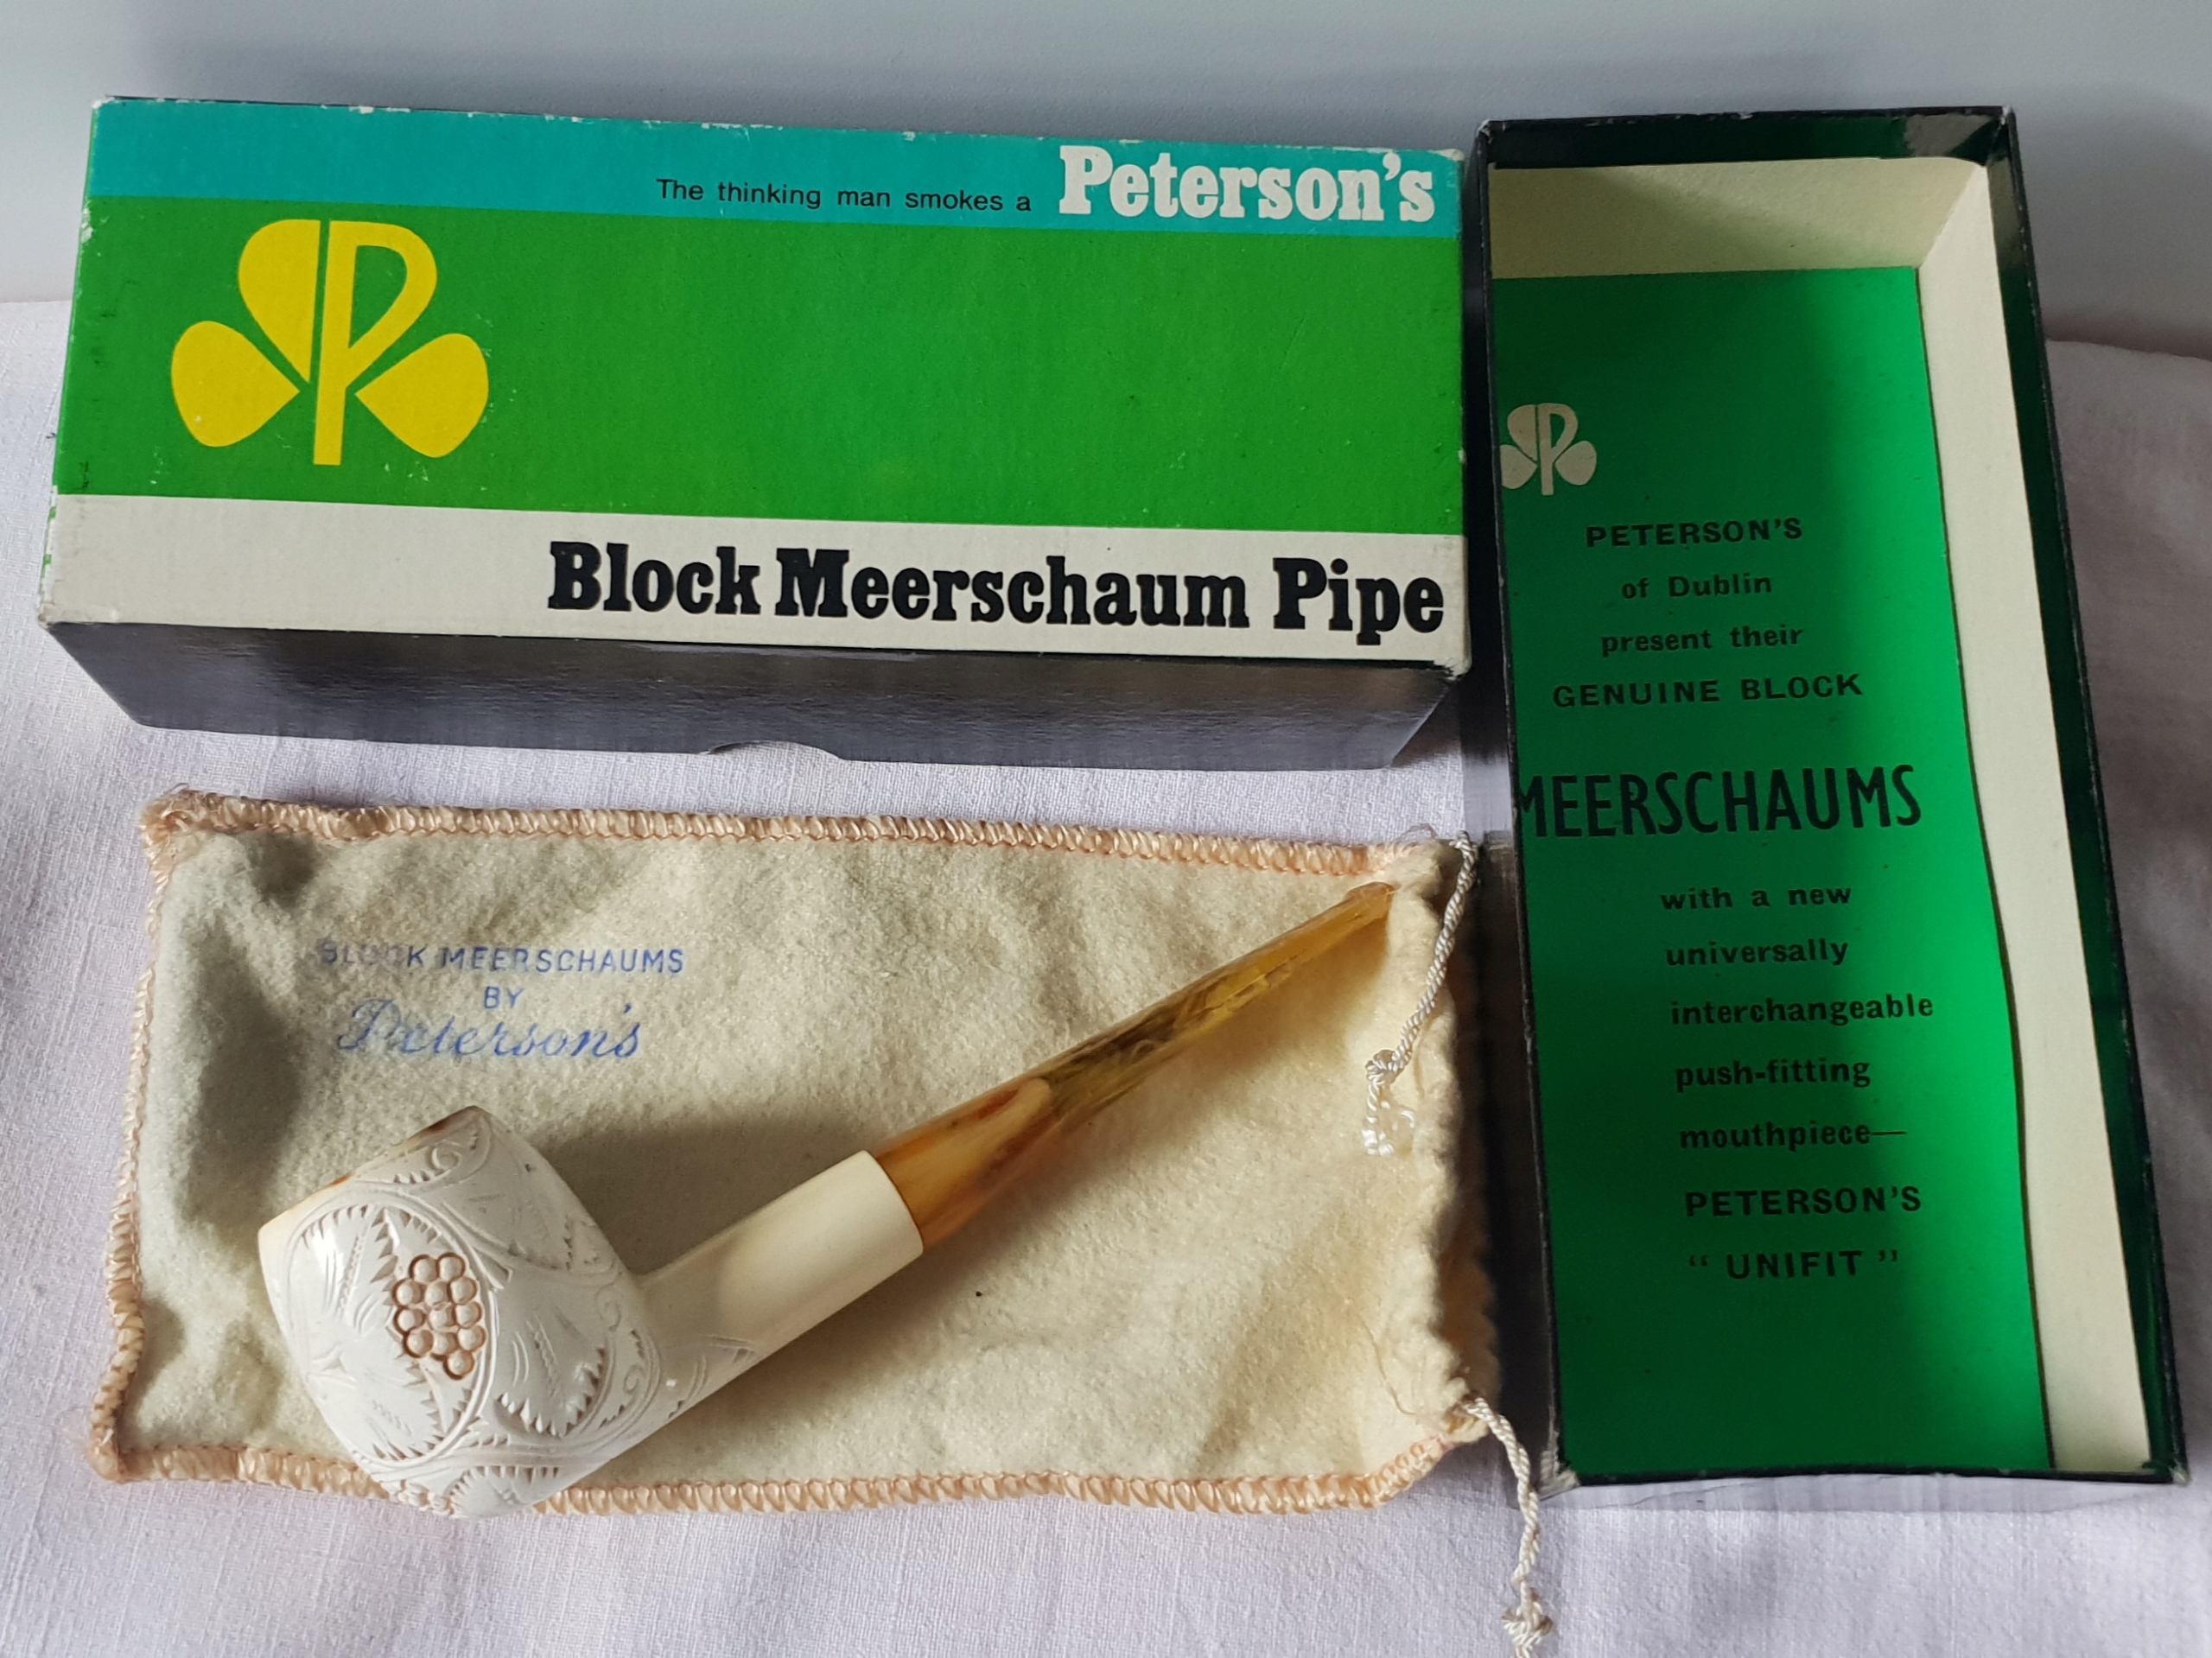 The thinking man smokes a Peterson's
Block Meerschaum Pipe
PETERSON'S
of Dublin
present their
GENUINE BLOCK
MEERSCHAUMS
with a new
universally
interchangeable
push-fitting
mouthpiece—
PETERSON'S
" UNIFIT "
BLOCK MEERSCHAUMS
BY
Peterson's